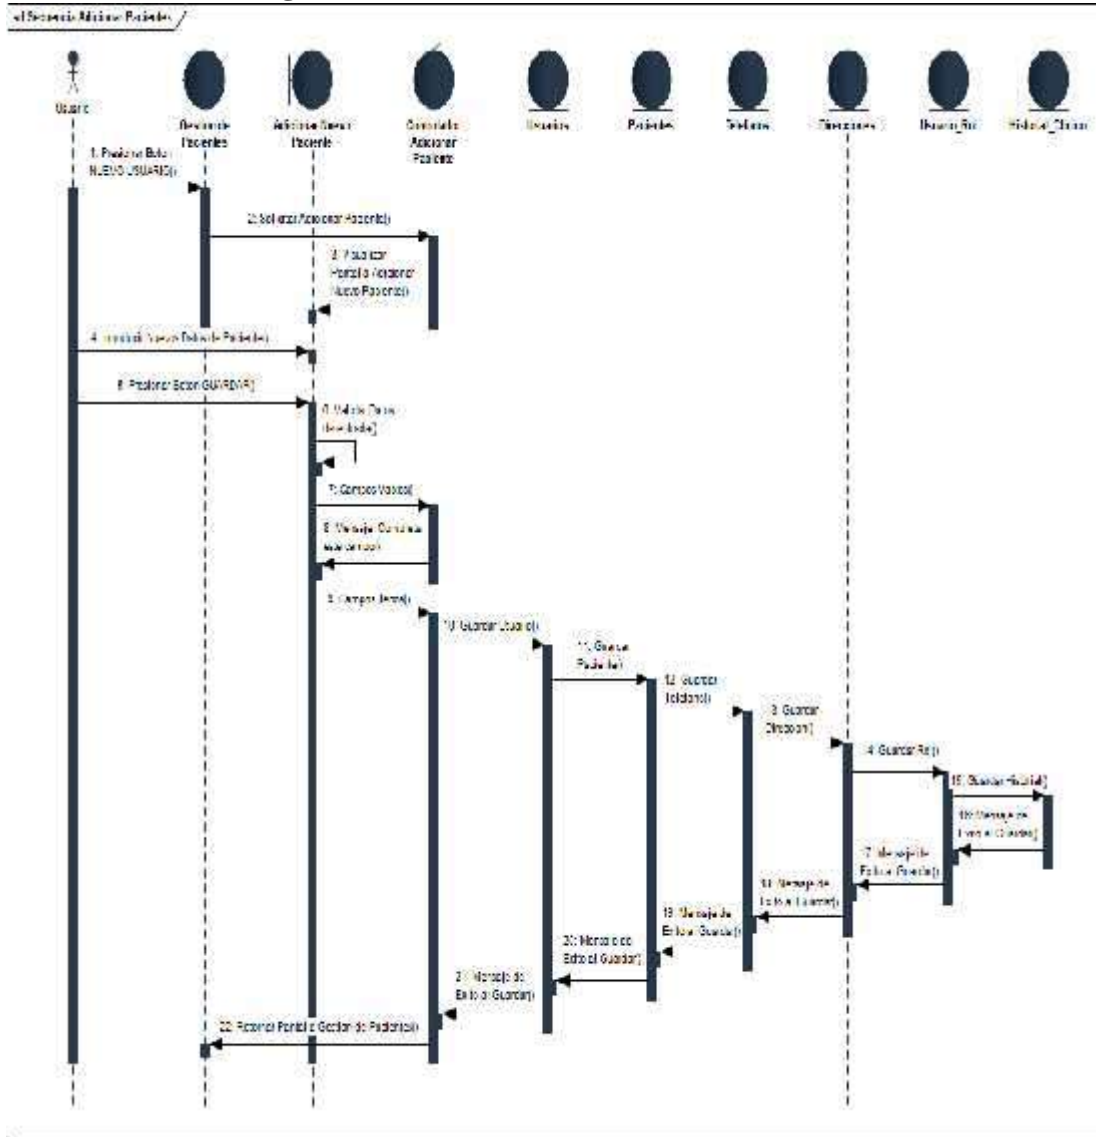 sd Secuencia Adicionar Pacientes
Usuario
Gestion de
Pacientes
Adicionar Nuevo
Paciente
Controlador
Adicionar
Paciente
Usuarios
Pacientes
Telefonos
Direcciones
Usuario_Rol
Historial_Clinico
1: Presionar Boton
NUEVO USUARIO()
2: Solicitar Adicionar Paciente()
3: Visualizar
Pantalla Adicionar
Nuevo Paciente()
4: Introducir Nuevos Datos de Paciente()
5: Presionar Boton GUARDAR()
6: Validar Datos
7: Campos Vacios()
8: Mensaje: Complete
este campo()
9: Campos llenos()
10: Guardar Usuario()
11: Guardar
Paciente()
12: Guardar
Telefono()
13: Guardar
Direccion()
14: Guardar Rol()
15: Guardar Historial()
16: Mensaje de
Exito al Guardar()
17: Mensaje de
Exito al Guardar()
18: Mensaje de
Exito al Guardar()
19: Mensaje de
Exito al Guardar()
20: Mensaje de
Exito al Guardar()
21: Mensaje de
Exito al Guardar()
22: Retornar Pantalla Gestion de Pacientes()